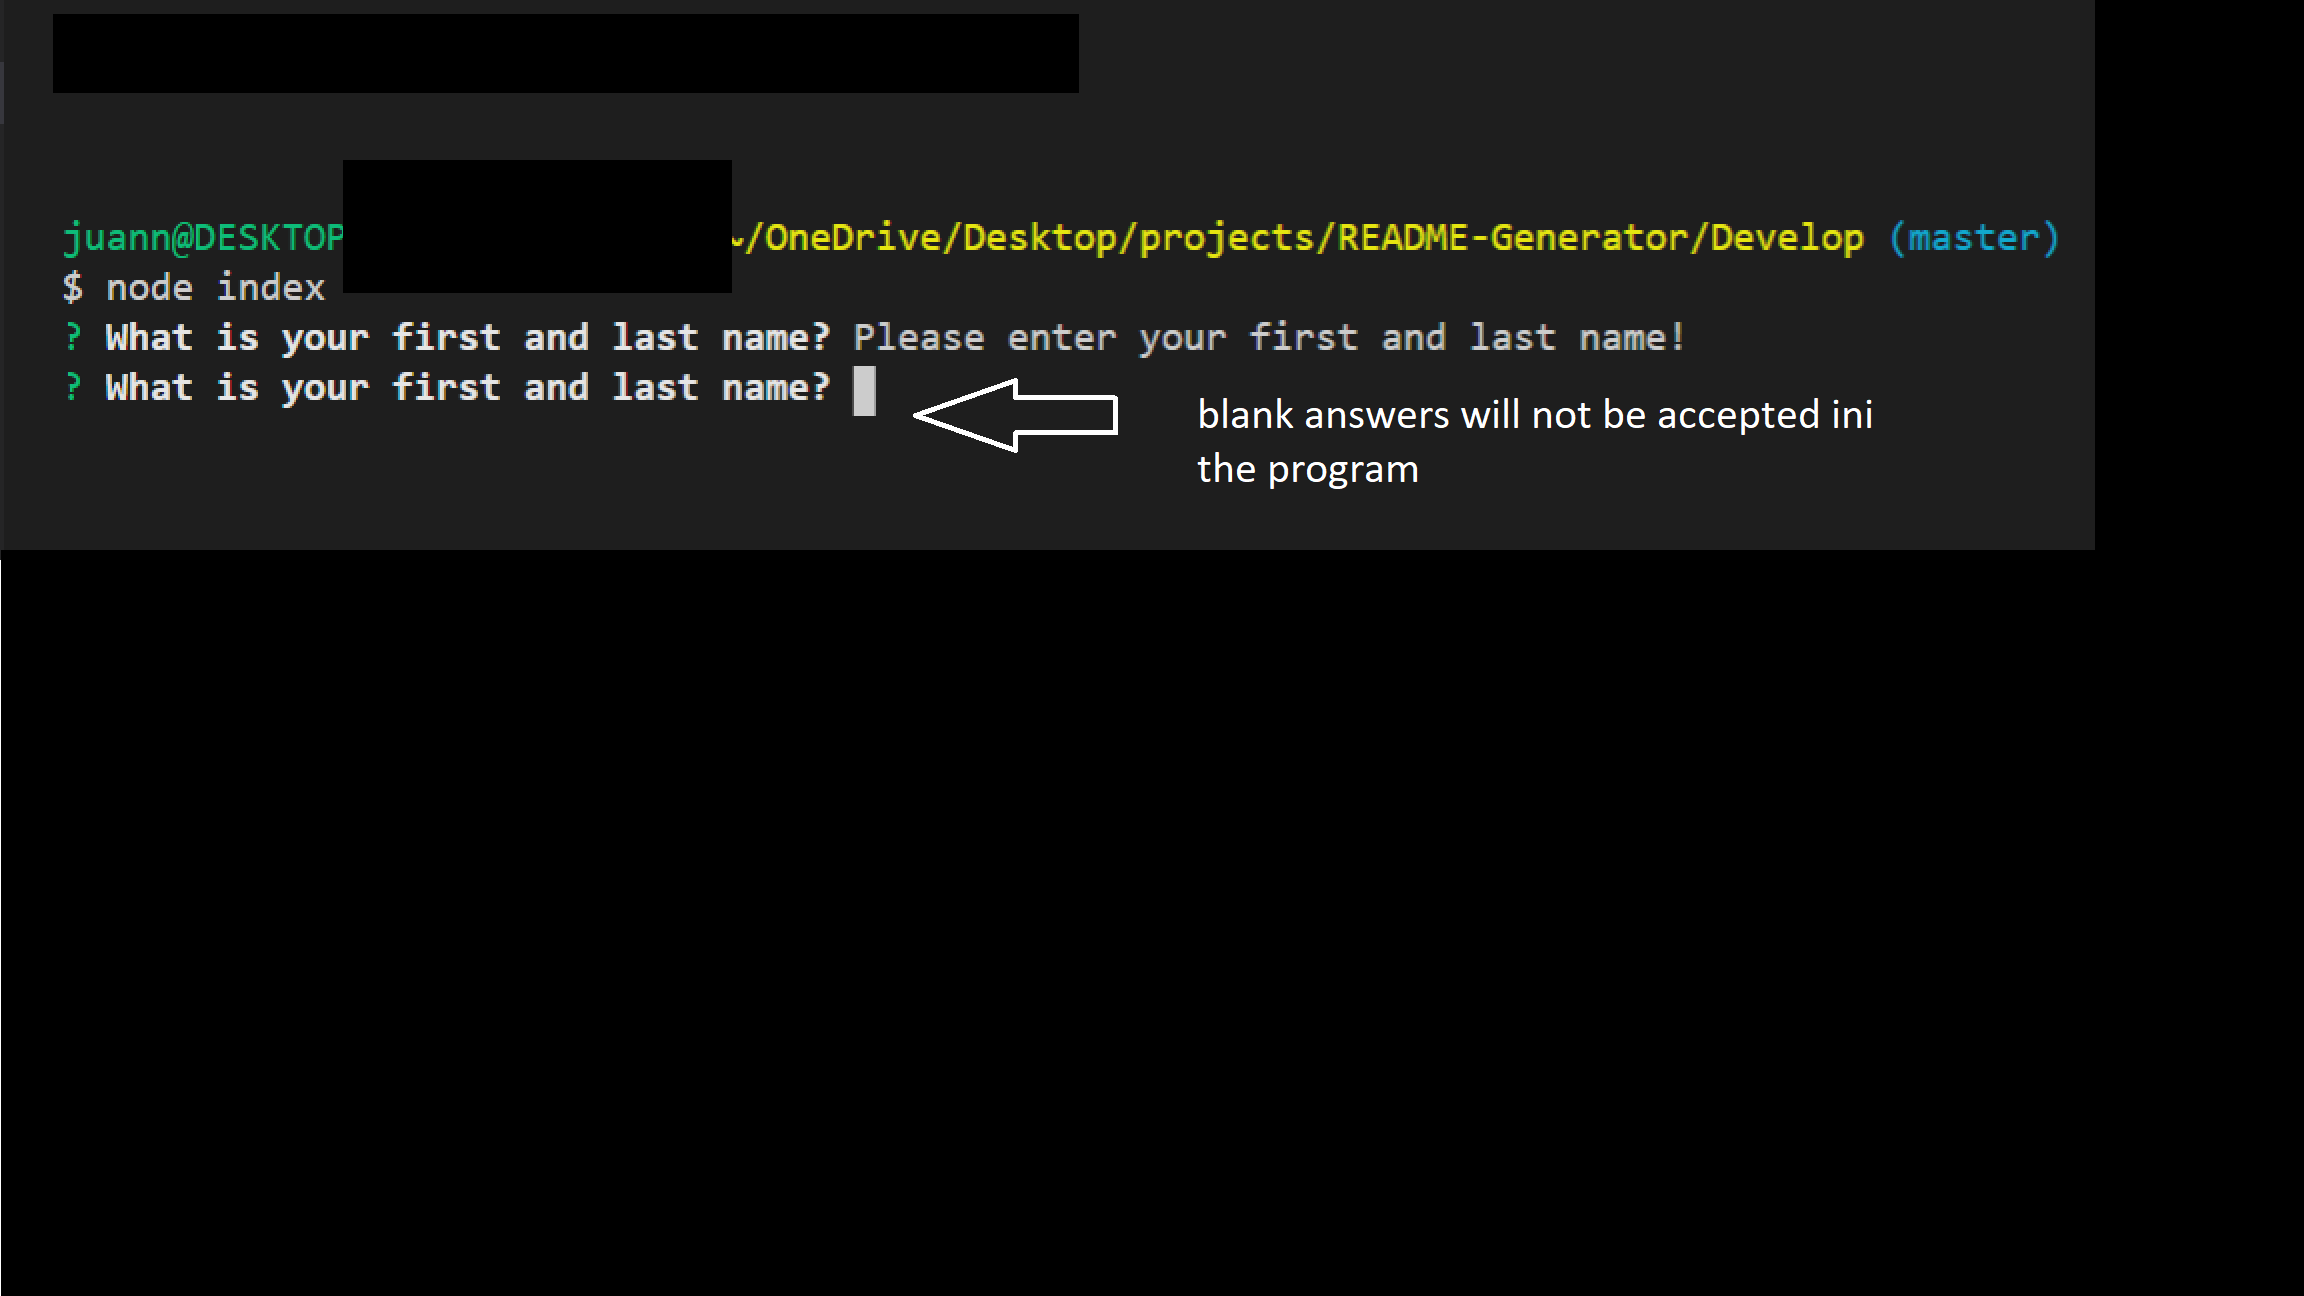 juann@DESKTOP ~/OneDrive/Desktop/projects/README-Generator/Develop (master)
$ node index
? What is your first and last name? Please enter your first and last name!
? What is your first and last name?
blank answers will not be accepted ini
the program